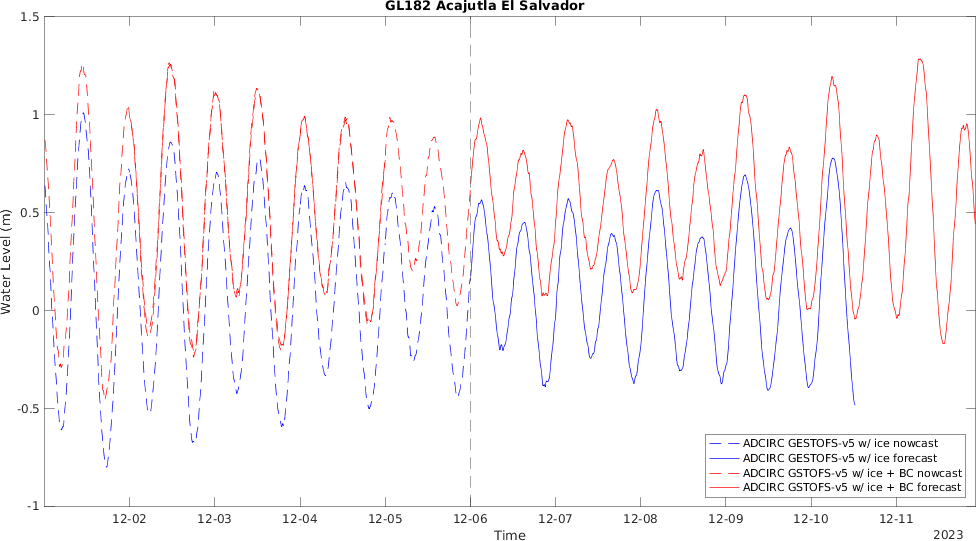 GL182 Acajutla El Salvador
Water Level (m)
1.5
1
0.5
0
-0.5
-1
ADCIRC GESTOFS-v5 w/ ice nowcast
ADCIRC GESTOFS-v5 w/ ice forecast
ADCIRC GSTOFS-v5 w/ ice + BC nowcast
ADCIRC GSTOFS-v5 w/ ice + BC forecast
12-02 12-03 12-04 12-05 12-06 12-07 12-08 12-09 12-10 12-11
Time
2023